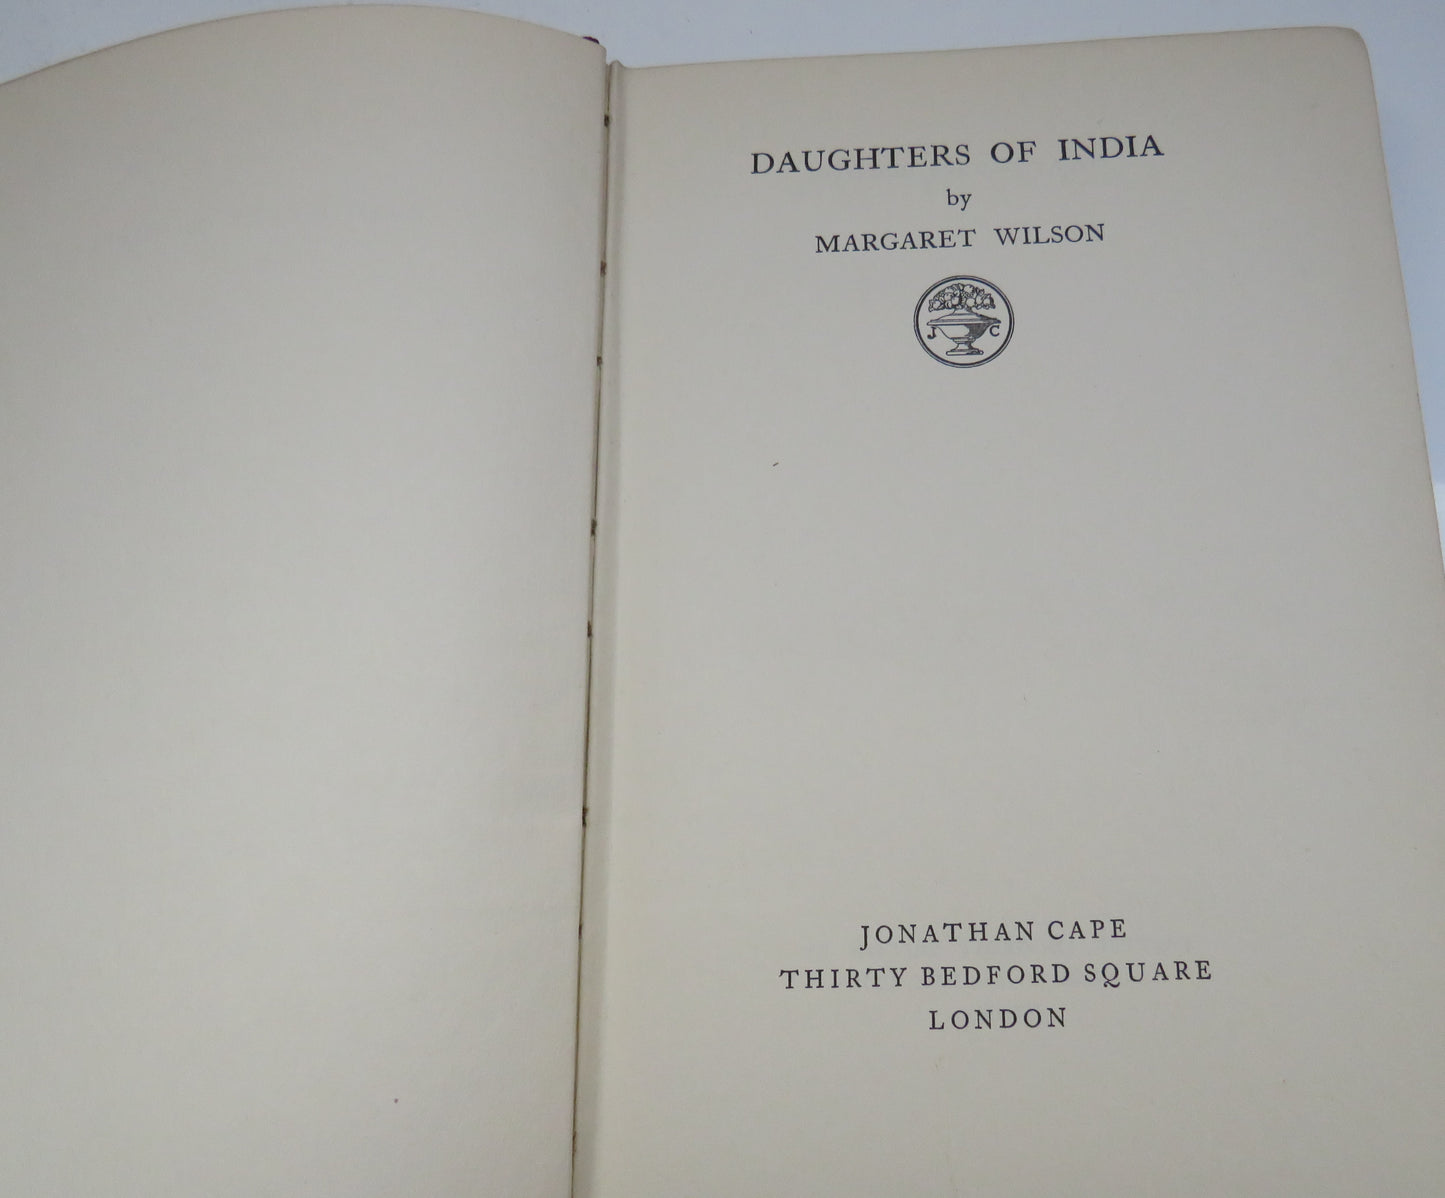 DAUGHTERS OF INDIA
by
MARGARET WILSON
J C
JONATHAN CAPE
THIRTY BEDFORD SQUARE
LONDON